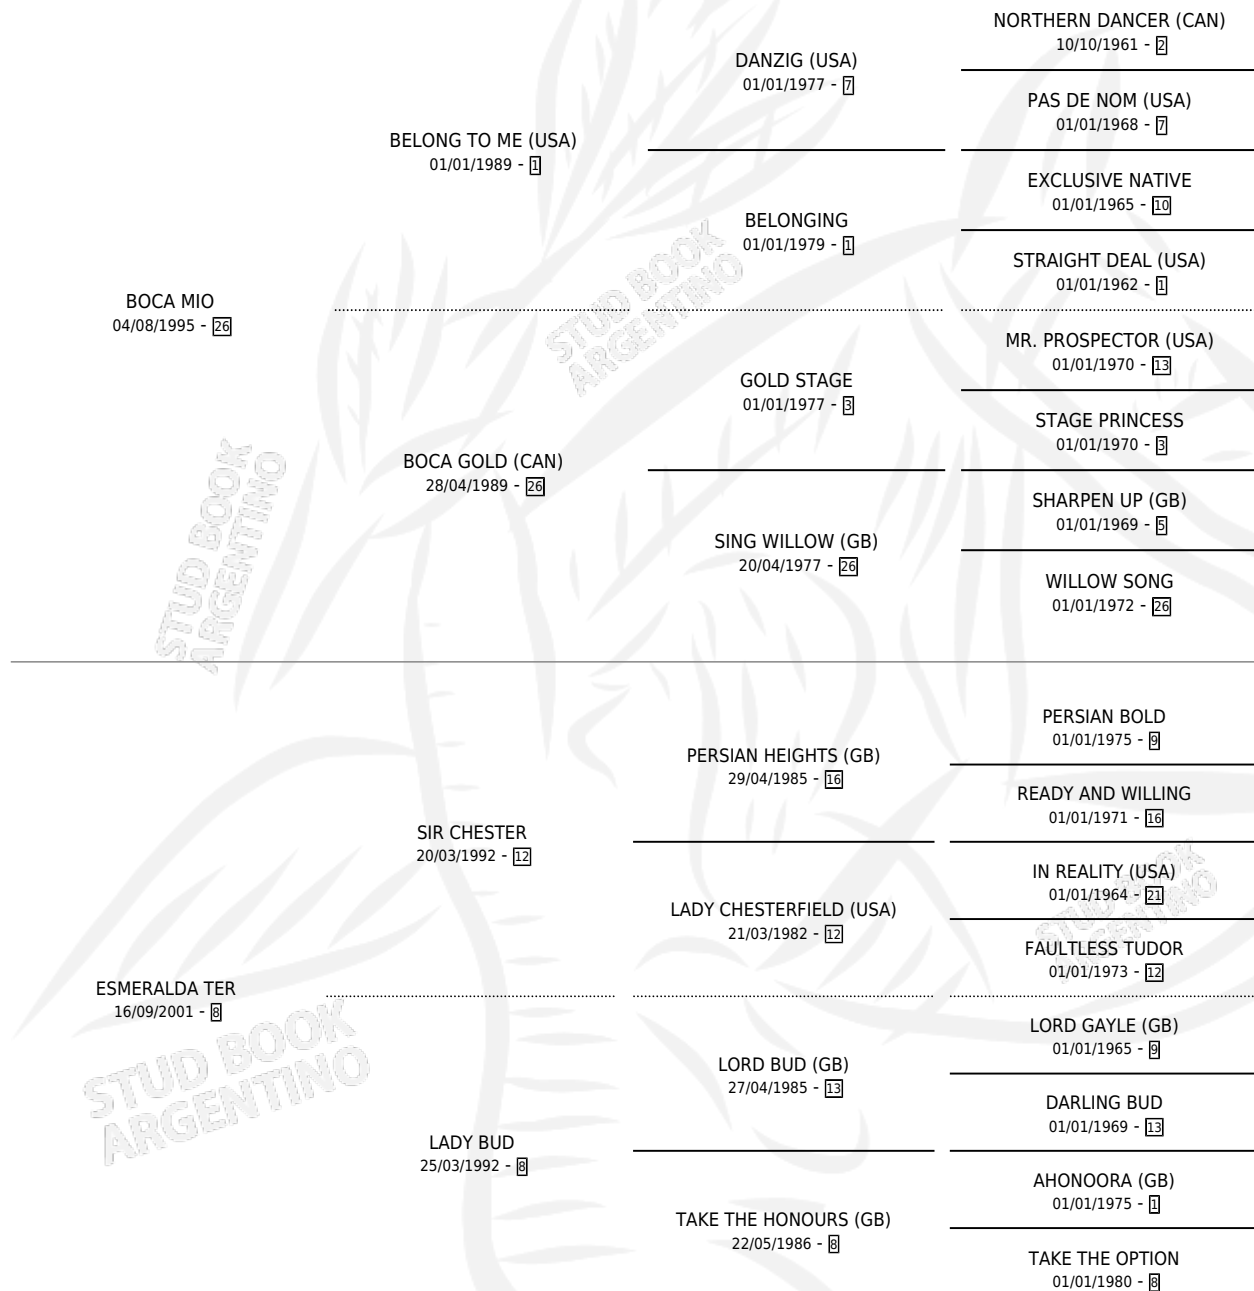 NORTHERN DANCER (CAN)
10/10/1961 - 2
DANZIG (USA)
01/01/1977 - 7
PAS DE NOM (USA)
01/01/1968 - 7
BELONG TO ME (USA)
01/01/1989 - 1
EXCLUSIVE NATIVE
01/01/1965 - 10
BELONGING
01/01/1979 - 1
STRAIGHT DEAL (USA)
01/01/1962 - 1
BOCA MIO
04/08/1995 - 26
MR. PROSPECTOR (USA)
01/01/1970 - 13
GOLD STAGE
01/01/1977 - 3
STAGE PRINCESS
01/01/1970 - 3
BOCA GOLD (CAN)
28/04/1989 - 26
SHARPEN UP (GB)
01/01/1969 - 5
SING WILLOW (GB)
20/04/1977 - 26
WILLOW SONG
01/01/1972 - 26
PERSIAN BOLD
01/01/1975 - 9
PERSIAN HEIGHTS (GB)
29/04/1985 - 16
READY AND WILLING
01/01/1971 - 16
SIR CHESTER
20/03/1992 - 12
IN REALITY (USA)
01/01/1964 - 21
LADY CHESTERFIELD (USA)
21/03/1982 - 12
FAULTLESS TUDOR
01/01/1973 - 12
ESMERALDA TER
16/09/2001 - 8
LORD GAYLE (GB)
01/01/1965 - 9
LORD BUD (GB)
27/04/1985 - 13
DARLING BUD
01/01/1969 - 13
LADY BUD
25/03/1992 - 8
AHONOORA (GB)
01/01/1975 - 1
TAKE THE HONOURS (GB)
22/05/1986 - 8
TAKE THE OPTION
01/01/1980 - 8
STUD BOOK
ARGENTINO
STUD BOOK
ARGENTINO
STUD BOOK
ARGENTINO
STUD BOOK
ARGENTINO